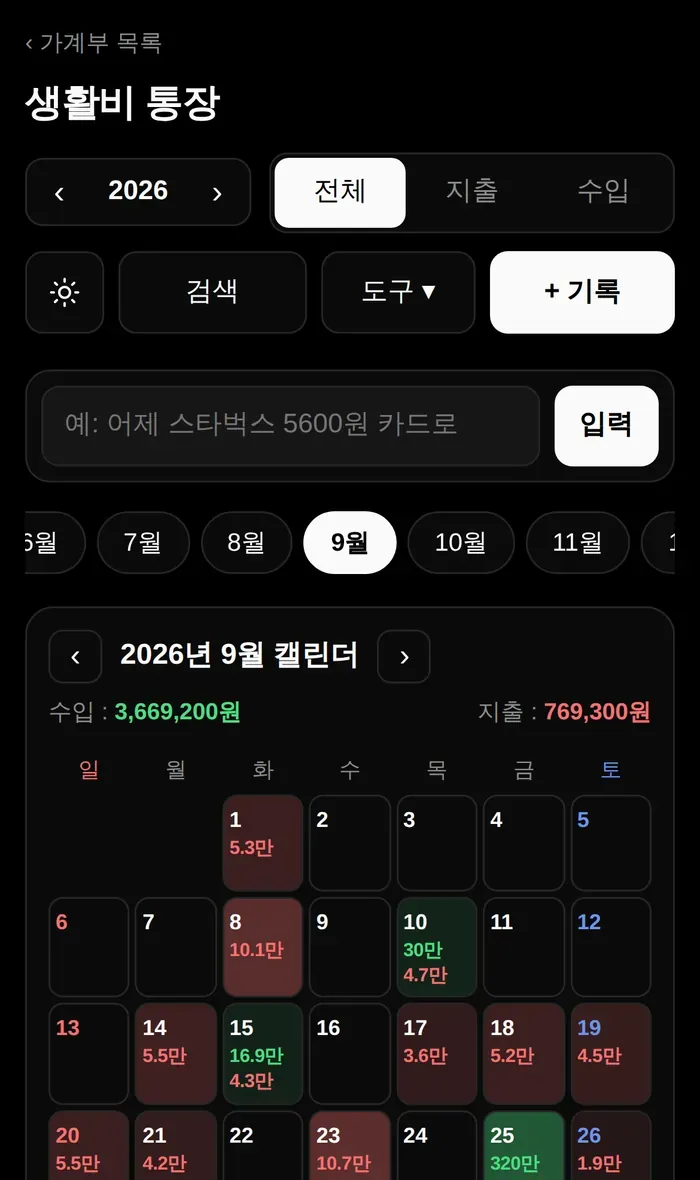 ‹ 가계부 목록
생활비 통장
‹ 2026 › 전체 지출 수입
검색 도구 ▾ + 기록
예: 어제 스타벅스 5600원 카드로 입력
6월 7월 8월 9월 10월 11월
‹ 2026년 9월 캘린더 ›
수입 : 3,669,200원 지출 : 769,300원
일 월 화 수 목 금 토
1 2 3 4 5
5.3만
6 7 8 9 10 11 12
10.1만 30만
4.7만
13 14 15 16 17 18 19
5.5만 16.9만 3.6만 5.2만 4.5만
4.3만
20 21 22 23 24 25 26
5.5만 4.2만 10.7만 320만 1.9만